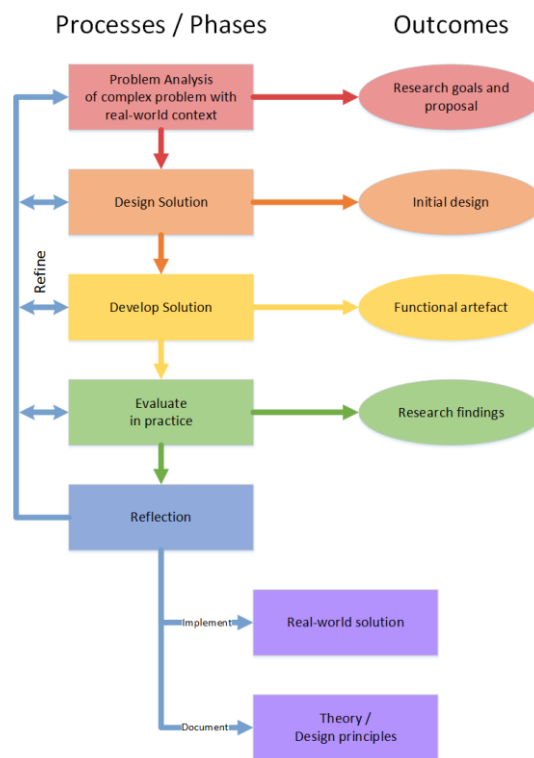 Processes / Phases
Outcomes
Problem Analysis
of complex problem with
real-world context
Research goals and
proposal
Design Solution
Initial design
Refine
Develop Solution
Functional artefact
Evaluate
in practice
Research findings
Reflection
Implement
Real-world solution
Document
Theory /
Design principles